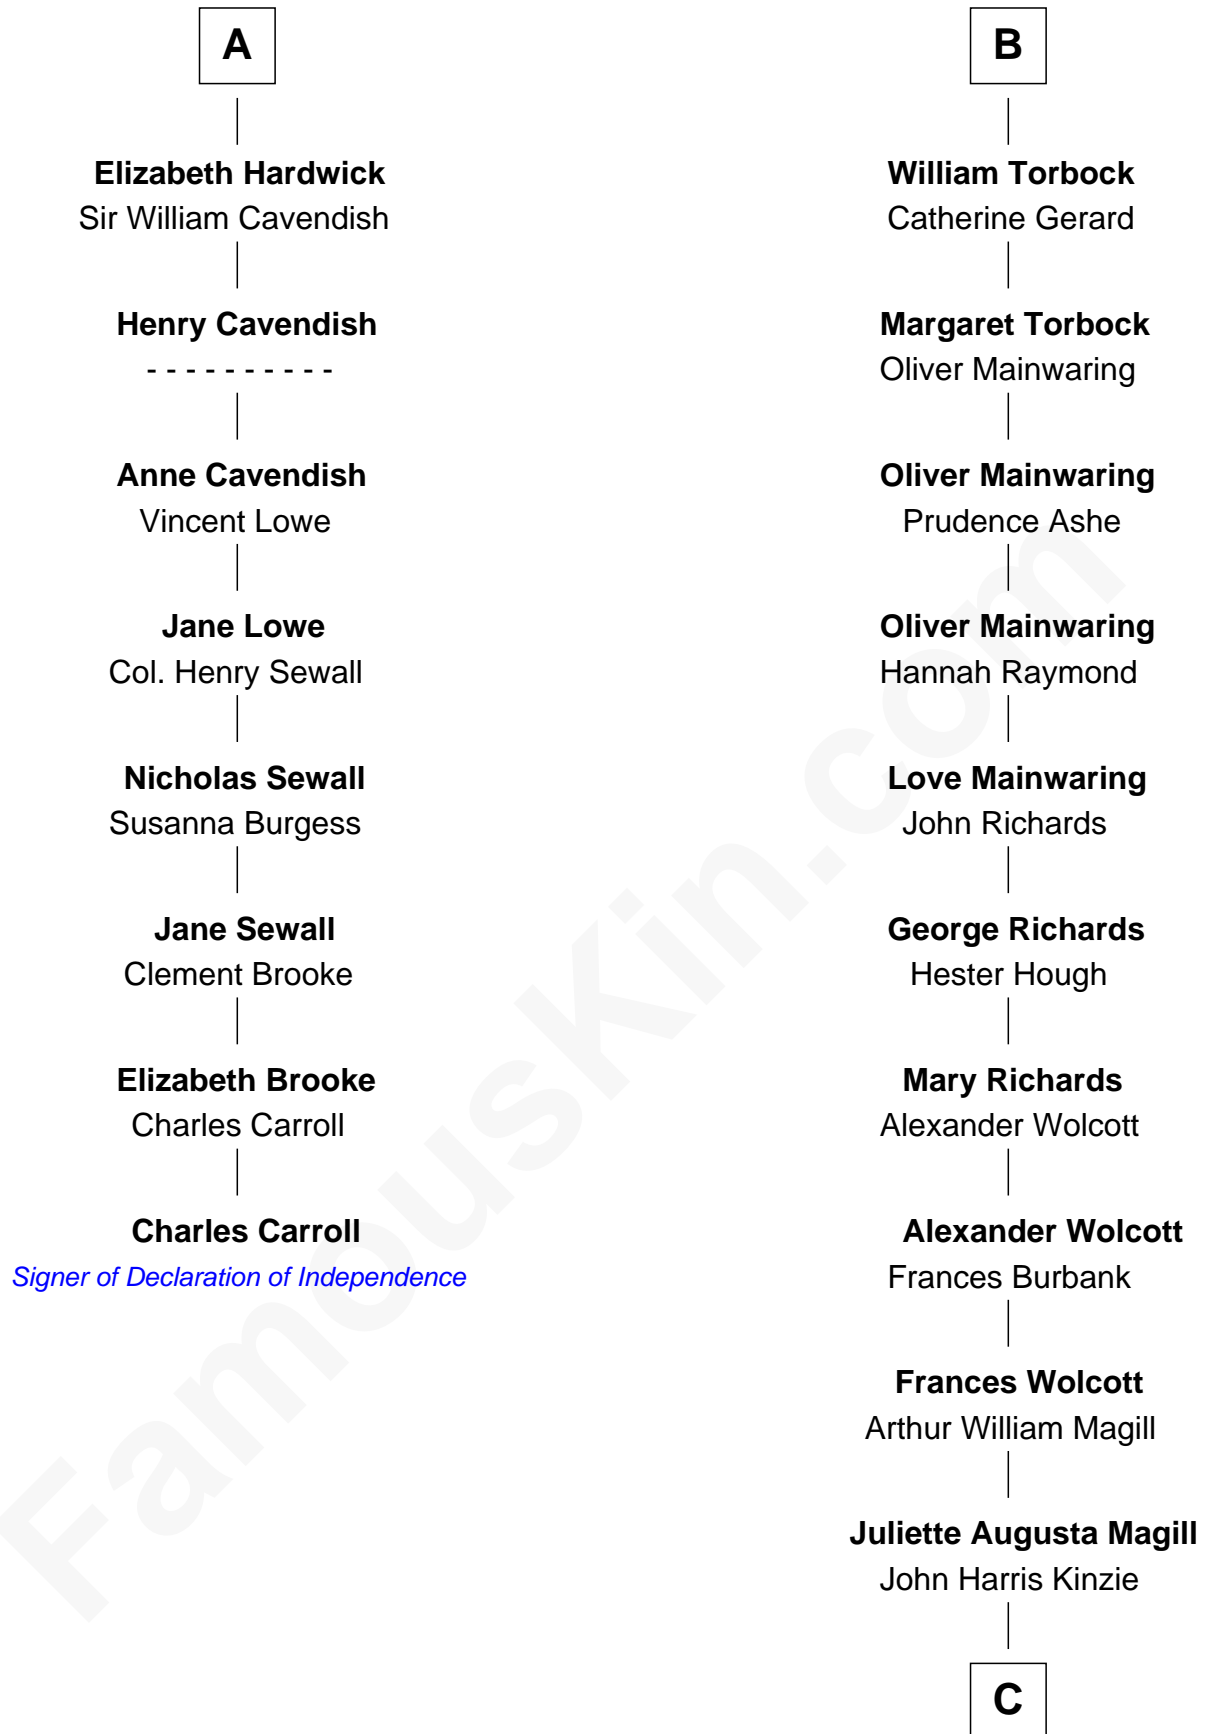 A
Elizabeth Hardwick
Sir William Cavendish
Henry Cavendish
- - - - - - - - - -
Anne Cavendish
Vincent Lowe
Jane Lowe
Col. Henry Sewall
Nicholas Sewall
Susanna Burgess
Jane Sewall
Clement Brooke
Elizabeth Brooke
Charles Carroll
Charles Carroll
Signer of Declaration of Independence
B
William Torbock
Catherine Gerard
Margaret Torbock
Oliver Mainwaring
Oliver Mainwaring
Prudence Ashe
Oliver Mainwaring
Hannah Raymond
Love Mainwaring
John Richards
George Richards
Hester Hough
Mary Richards
Alexander Wolcott
Alexander Wolcott
Frances Burbank
Frances Wolcott
Arthur William Magill
Juliette Augusta Magill
John Harris Kinzie
C
FamousKin.com